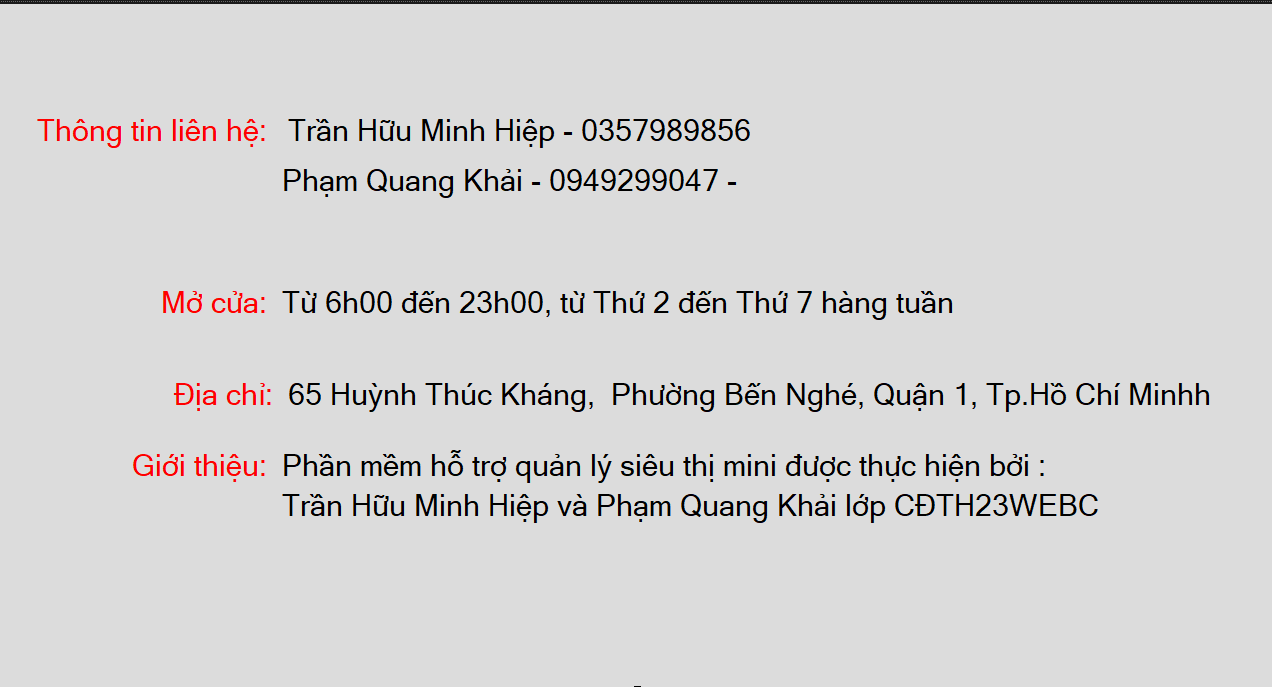 Thông tin liên hệ: Trần Hữu Minh Hiệp - 0357989856
Phạm Quang Khải - 0949299047 -
Mở cửa: Từ 6h00 đến 23h00, từ Thứ 2 đến Thứ 7 hàng tuần
Địa chỉ: 65 Huỳnh Thúc Kháng, Phường Bến Nghé, Quận 1, Tp.Hồ Chí Minhh
Giới thiệu: Phần mềm hỗ trợ quản lý siêu thị mini được thực hiện bởi :
Trần Hữu Minh Hiệp và Phạm Quang Khải lớp CĐTH23WEBC